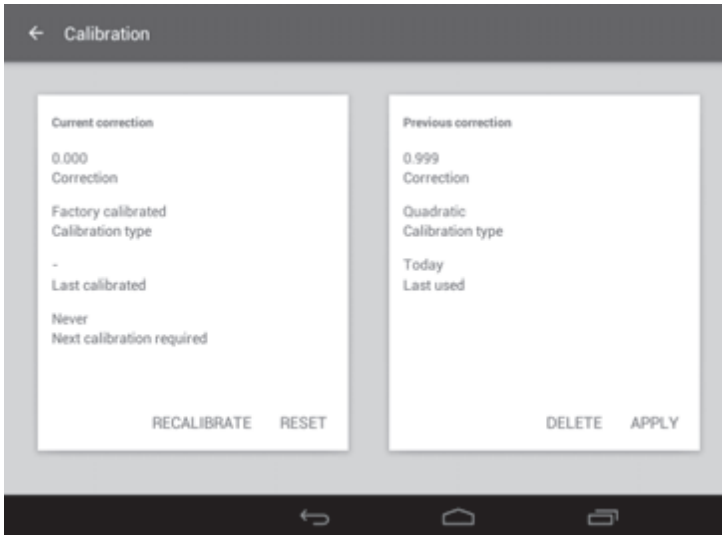 Calibration
Current correction
0.000
Correction
Factory calibrated
Calibration type
-
Last calibrated
Never
Next calibration required
RECALIBRATE RESET
Previous correction
0.999
Correction
Quadratic
Calibration type
Today
Last used
DELETE APPLY